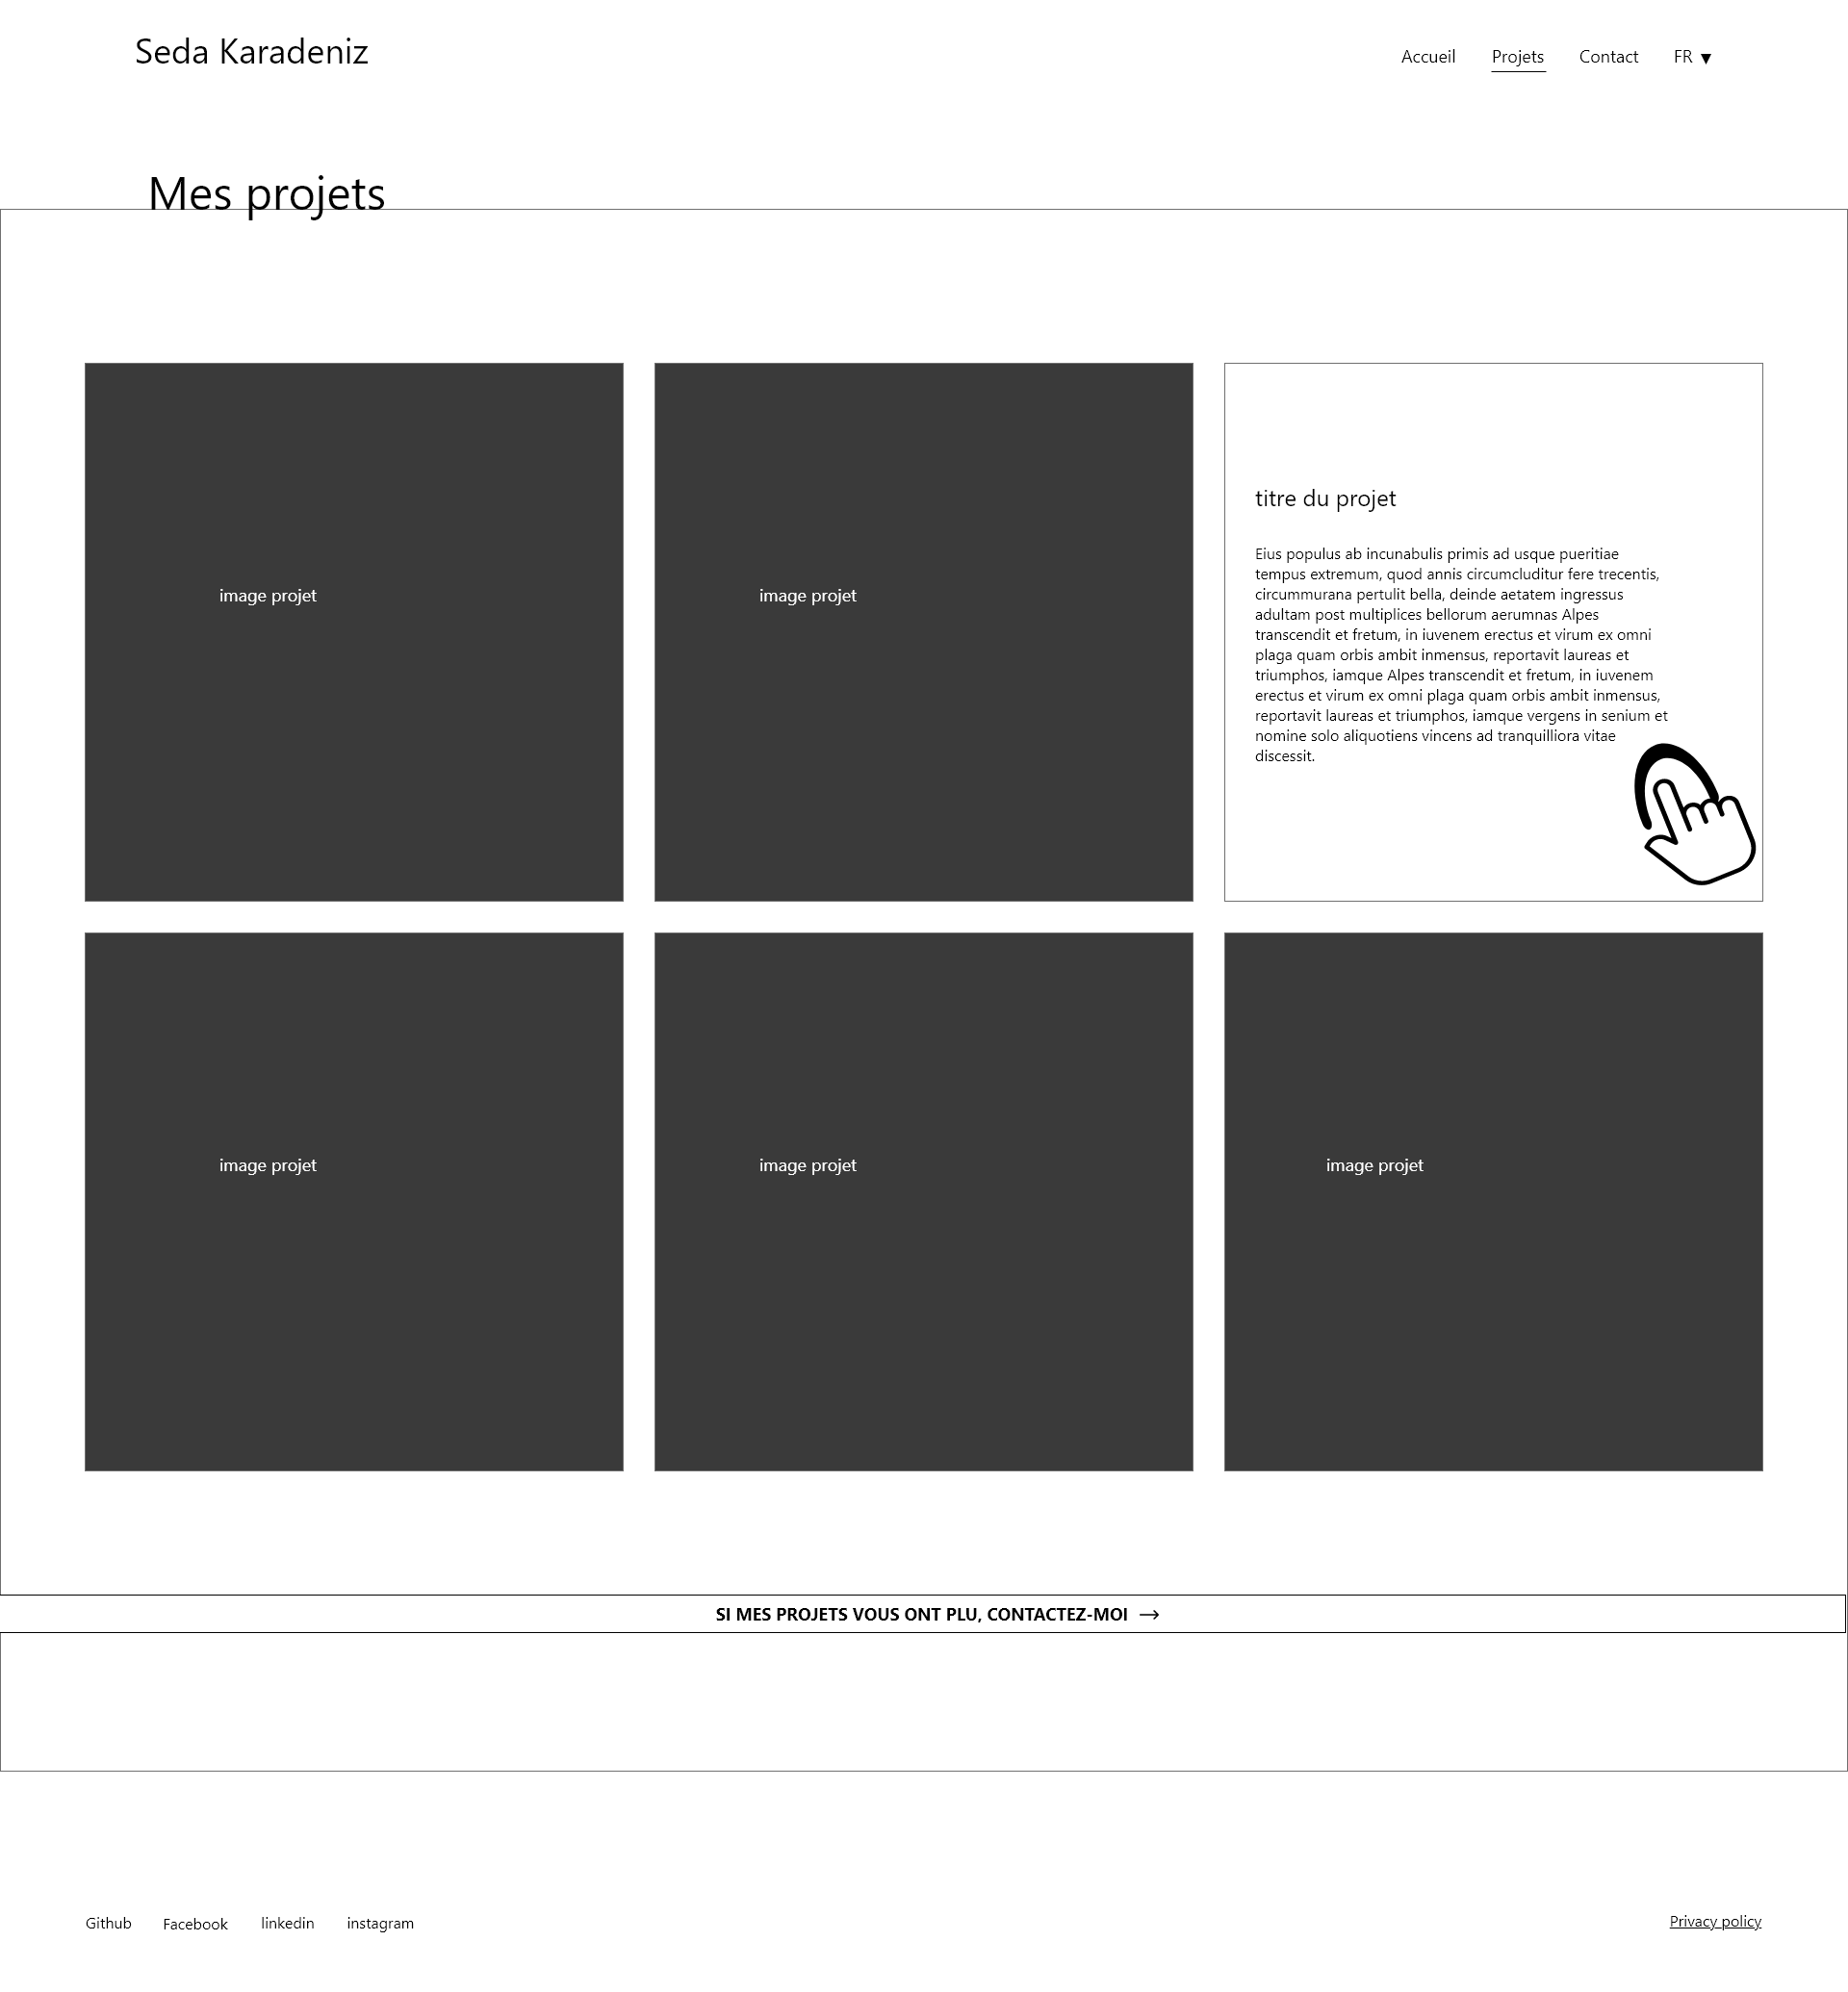 Seda Karadeniz
Accueil Projets Contact FR ▼
Mes projets
image projet
image projet
titre du projet
Eius populus ab incunabulis primis ad usque pueritiae
tempus extremum, quod annis circumcluditur fere trecentis,
circummurana pertulit bella, deinde aetatem ingressus
adultam post multiplices bellorum aerumnas Alpes
transcendit et fretum, in iuvenem erectus et virum ex omni
plaga quam orbis ambit inmensus, reportavit laureas et
triumphos, iamque Alpes transcendit et fretum, in iuvenem
erectus et virum ex omni plaga quam orbis ambit inmensus,
reportavit laureas et triumphos, iamque vergens in senium et
nomine solo aliquotiens vincens ad tranquilliora vitae
discessit.
image projet
image projet
image projet
SI MES PROJETS VOUS ONT PLU, CONTACTEZ-MOI →
Github Facebook linkedin instagram
Privacy policy